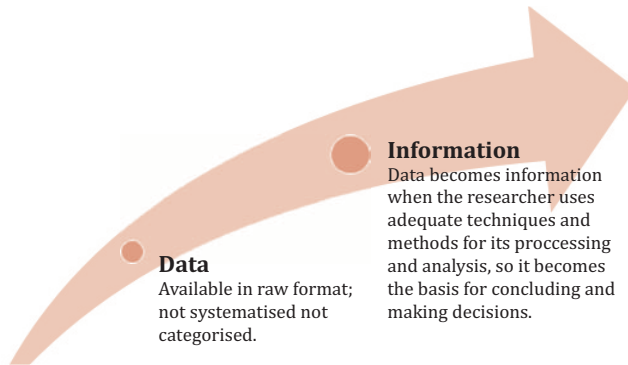 Information
Data becomes information
when the researcher uses
adequate techniques and
methods for its proccessing
and analysis, so it becomes
the basis for concluding and
making decisions.
Data
Available in raw format;
not systematised not
categorised.